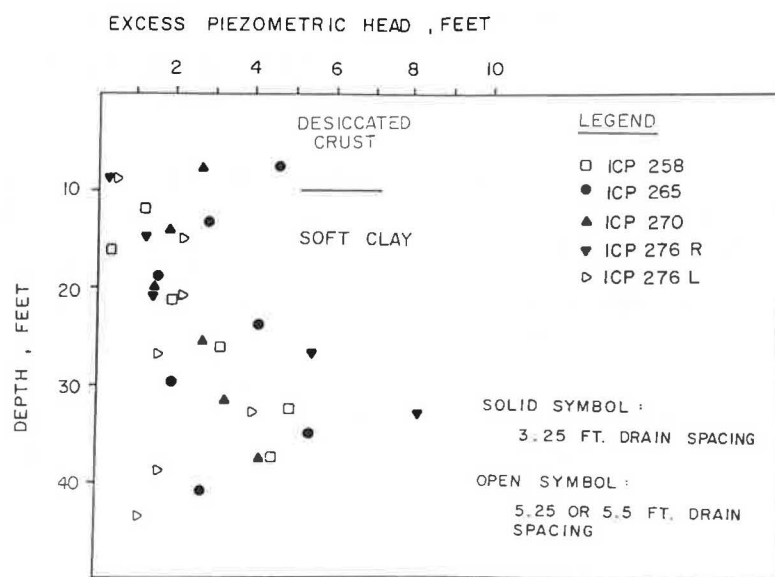 EXCESS PIEZOMETRIC HEAD , FEET
2 4 6 8 10
DESICCATED
CRUST
SOFT CLAY
LEGEND
ICP 258
ICP 265
ICP 270
ICP 276 R
ICP 276 L
10
20
30
40
DEPTH , FEET
SOLID SYMBOL :
3.25 FT. DRAIN SPACING
OPEN SYMBOL :
5.25 OR 5.5 FT. DRAIN
SPACING